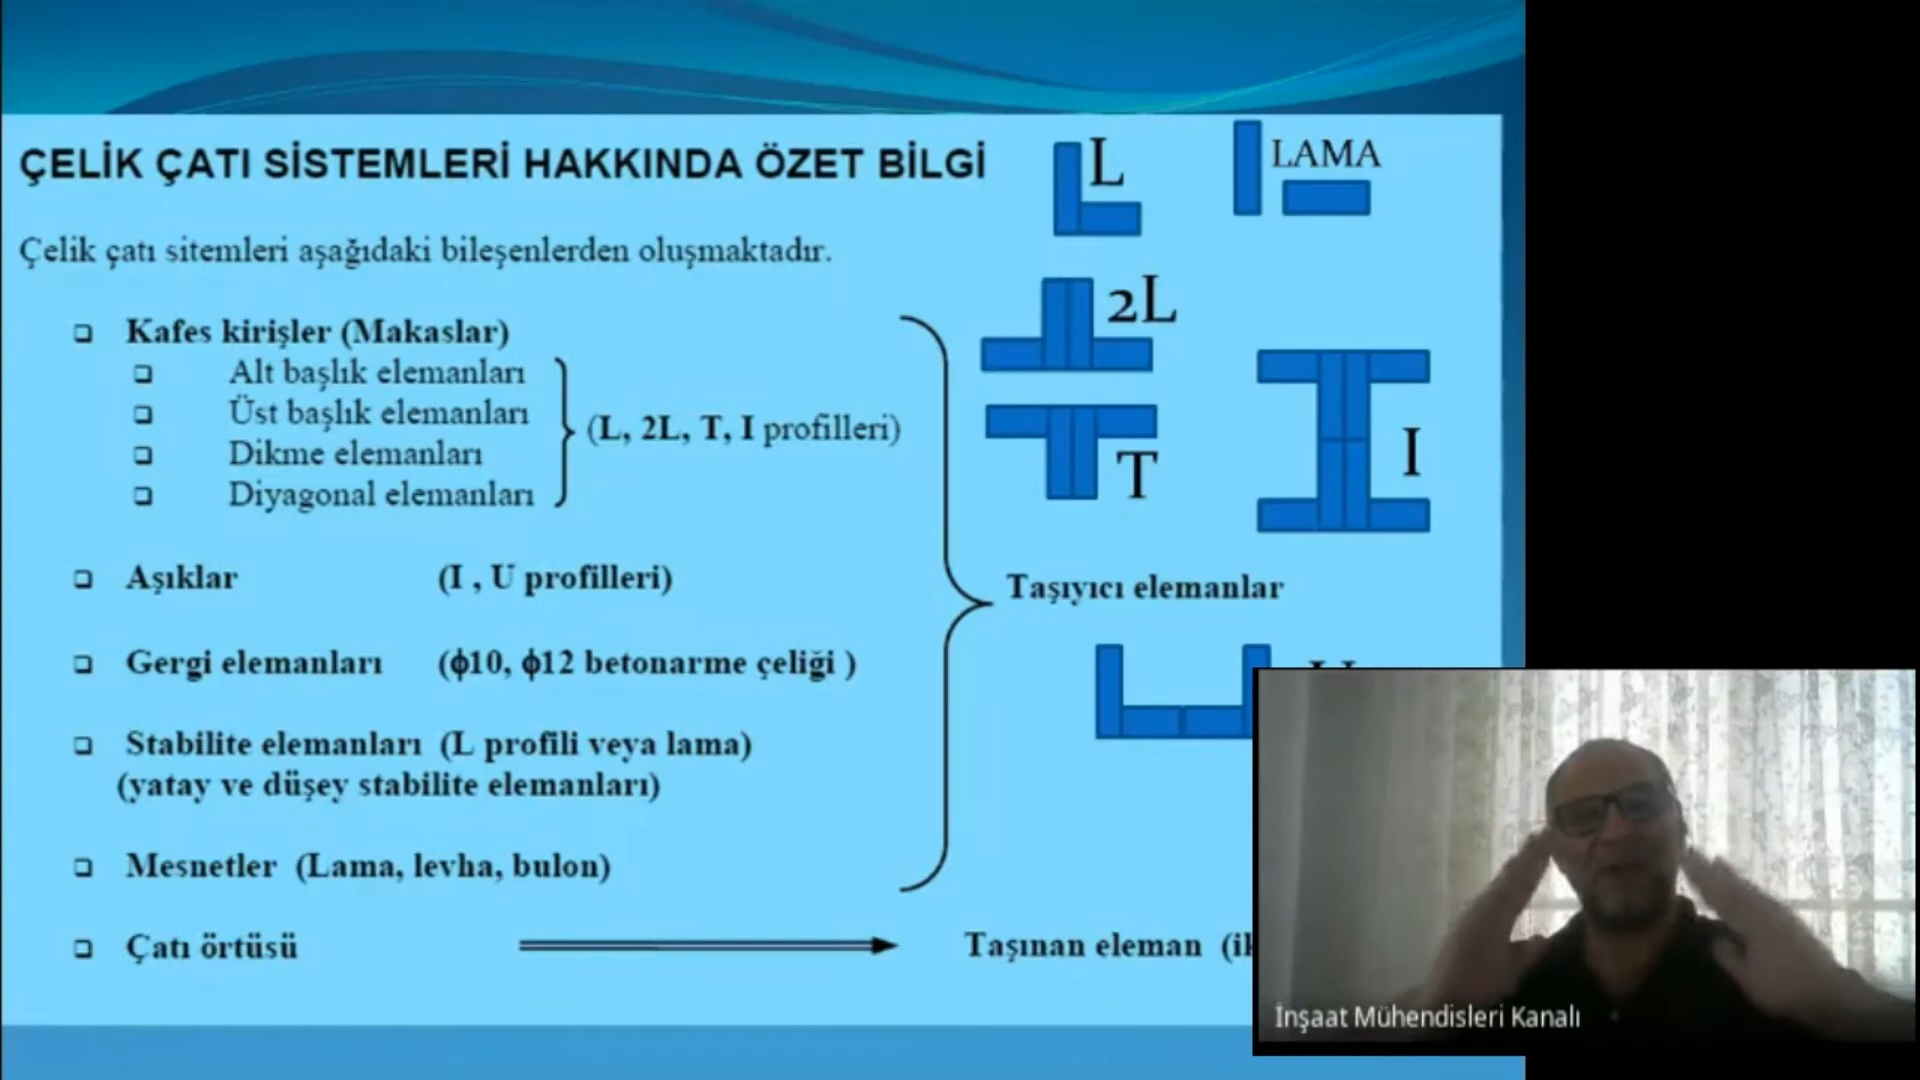 ÇELİK ÇATI SİSTEMLERİ HAKKINDA ÖZET BİLGİ
Çelik çatı sitemleri aşağıdaki bileşenlerden oluşmaktadır.
Kafes kirişler (Makaslar)
Alt başlık elemanları
Üst başlık elemanları
Dikme elemanları
Diyagonal elemanları
(L, 2L, T, I profilleri)
Aşıklar (I , U profilleri)
Gergi elemanları (ϕ10, ϕ12 betonarme çeliği )
Stabilite elemanları (L profili veya lama)
(yatay ve düşey stabilite elemanları)
Mesnetler (Lama, levha, bulon)
Çatı örtüsü
L
LAMA
2L
T
I
Taşıyıcı elemanlar
Taşınan eleman
İnşaat Mühendisleri Kanalı